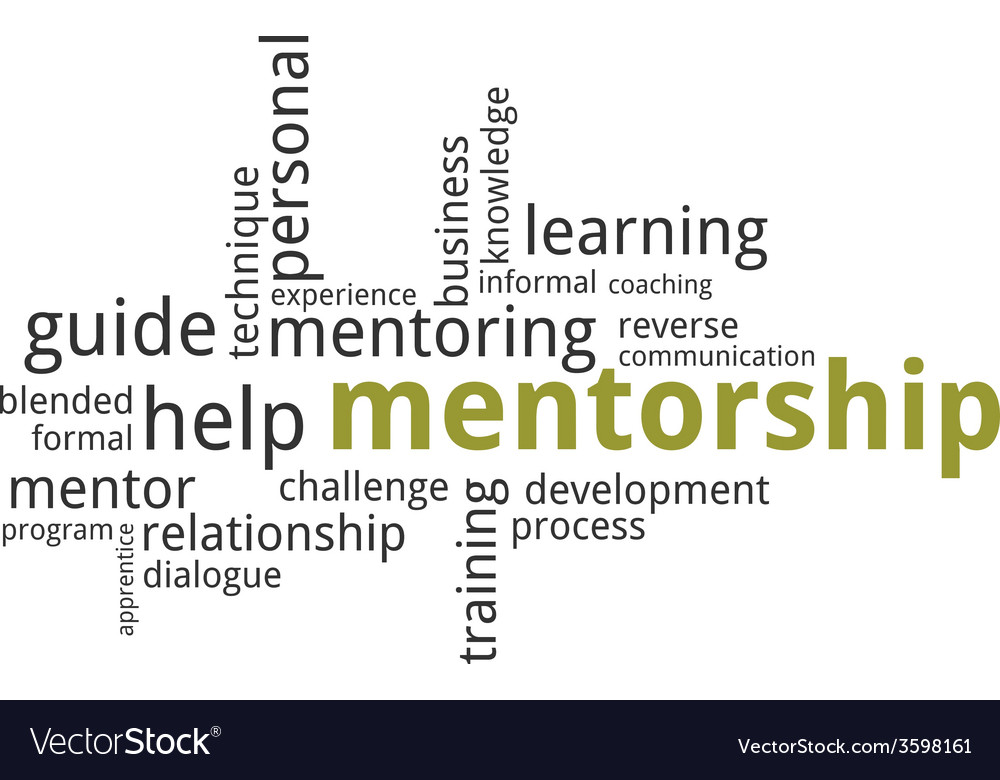 personal
knowledge
business
technique
learning
informal
coaching
experience
guide
mentoring
reverse
communication
blended
help
mentorship
formal
mentor
challenge
development
training
program
relationship
process
apprentice
dialogue
VectorStock®
VectorStock.com/3598161